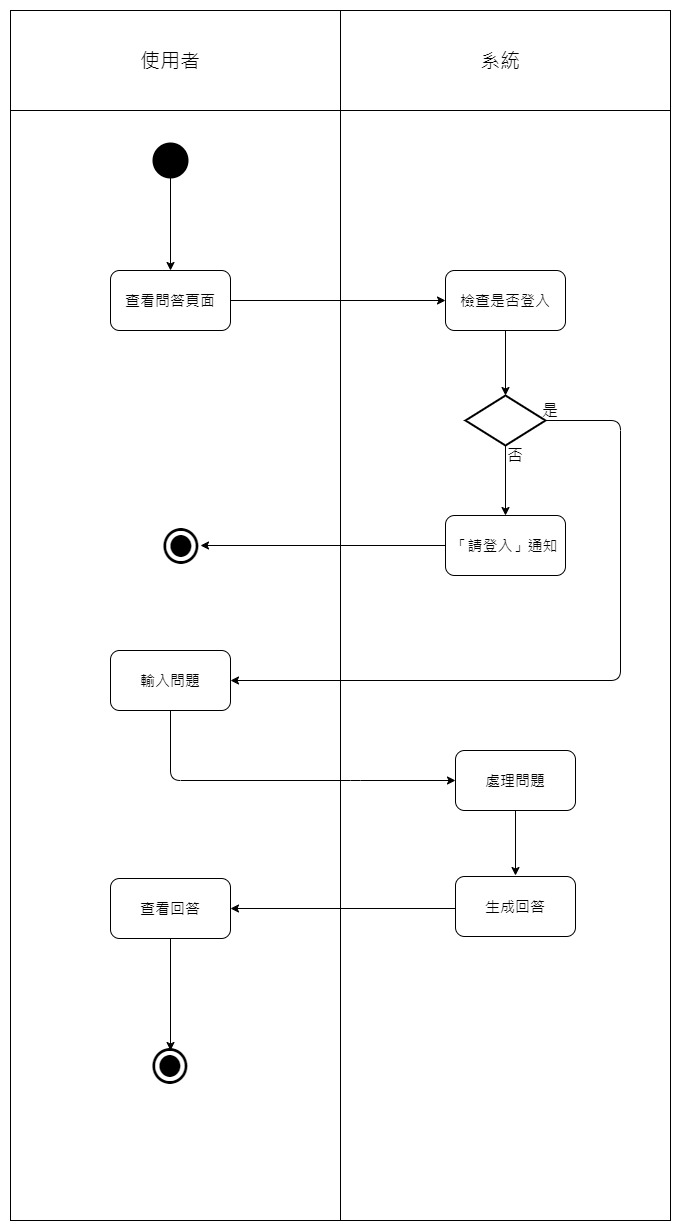 使用者
系統
查看問答頁面
檢查是否登入
是
否
「請登入」通知
輸入問題
處理問題
生成回答
查看回答